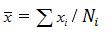 x̅ = ∑ xᵢ / Nᵢ